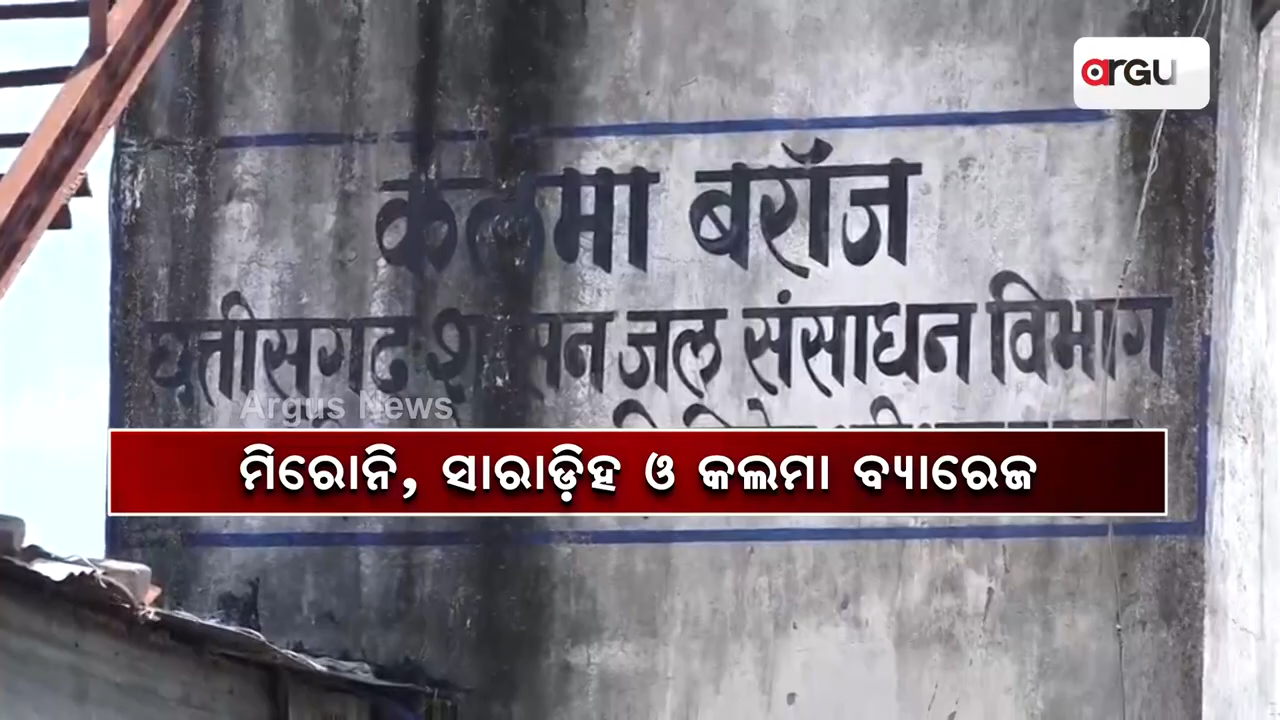 ARGU
कलमा बरॉज
छत्तीसगढ़ शासन जल संसाधन विभाग
Argus News
ମିରୋନି, ସାରାଡ଼ିହ ଓ କଲମା ବ୍ୟାରେଜ